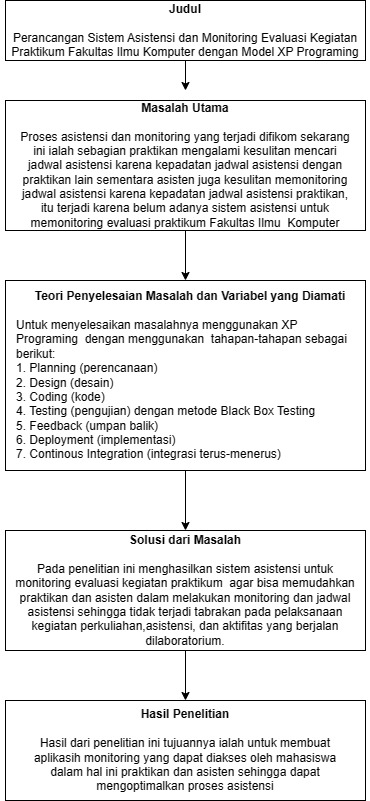 Judul
Perancangan Sistem Asistensi dan Monitoring Evaluasi Kegiatan
Praktikum Fakultas Ilmu Komputer dengan Model XP Programing
Masalah Utama
Proses asistensi dan monitoring yang terjadi difikom sekarang
ini ialah sebagian praktikan mengalami kesulitan mencari
jadwal asistensi karena kepadatan jadwal asistensi dengan
praktikan lain sementara asisten juga kesulitan memonitoring
jadwal asistensi karena kepadatan jadwal asistensi praktikan,
itu terjadi karena belum adanya sistem asistensi untuk
memonitoring evaluasi praktikum Fakultas Ilmu  Komputer
Teori Penyelesaian Masalah dan Variabel yang Diamati
Untuk menyelesaikan masalahnya menggunakan XP
Programing  dengan menggunakan  tahapan-tahapan sebagai
berikut:
1. Planning (perencanaan)
2. Design (desain)
3. Coding (kode)
4. Testing (pengujian) dengan metode Black Box Testing
5. Feedback (umpan balik)
6. Deployment (implementasi)
7. Continous Integration (integrasi terus-menerus)
Solusi dari Masalah
Pada penelitian ini menghasilkan sistem asistensi untuk
monitoring evaluasi kegiatan praktikum  agar bisa memudahkan
praktikan dan asisten dalam melakukan monitoring dan jadwal
asistensi sehingga tidak terjadi tabrakan pada pelaksanaan
kegiatan perkuliahan,asistensi, dan aktifitas yang berjalan
dilaboratorium.
Hasil Penelitian
Hasil dari penelitian ini tujuannya ialah untuk membuat
aplikasih monitoring yang dapat diakses oleh mahasiswa
dalam hal ini praktikan dan asisten sehingga dapat
mengoptimalkan proses asistensi